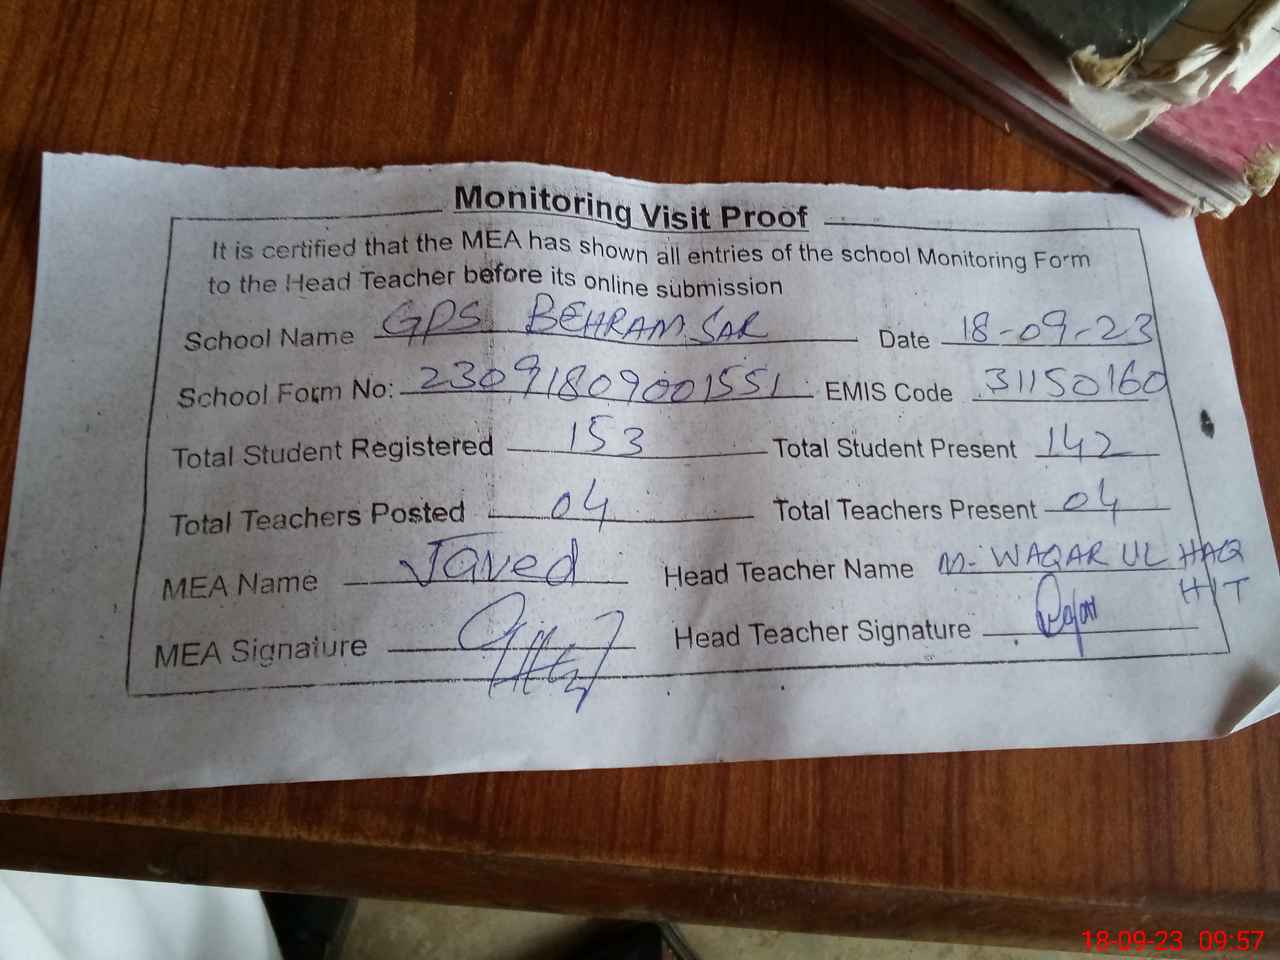 Monitoring Visit Proof
It is certified that the MEA has shown all entries of the school Monitoring Form
to the Head Teacher before its online submission
School Name GPS BEHRAM SAR Date 18-09-23
School Form No: 23091809001551 EMIS Code 31150160
Total Student Registered 153 Total Student Present 142
Total Teachers Posted 04 Total Teachers Present 04
MEA Name Javed Head Teacher Name M. WAQAR UL HAQ
H/T
MEA Signature Head Teacher Signature
18-09-23 09:57